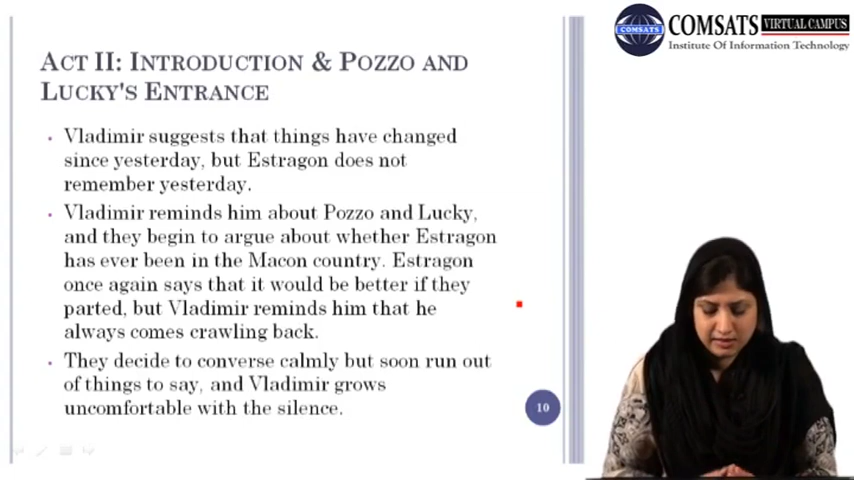 COMSATS VIRTUAL CAMPUS
Institute Of Information Technology
COMSATS
ACT II: INTRODUCTION & POZZO AND
LUCKY'S ENTRANCE
• Vladimir suggests that things have changed
since yesterday, but Estragon does not
remember yesterday.
• Vladimir reminds him about Pozzo and Lucky,
and they begin to argue about whether Estragon
has ever been in the Macon country. Estragon
once again says that it would be better if they
parted, but Vladimir reminds him that he
always comes crawling back.
• They decide to converse calmly but soon run out
of things to say, and Vladimir grows
uncomfortable with the silence.
10